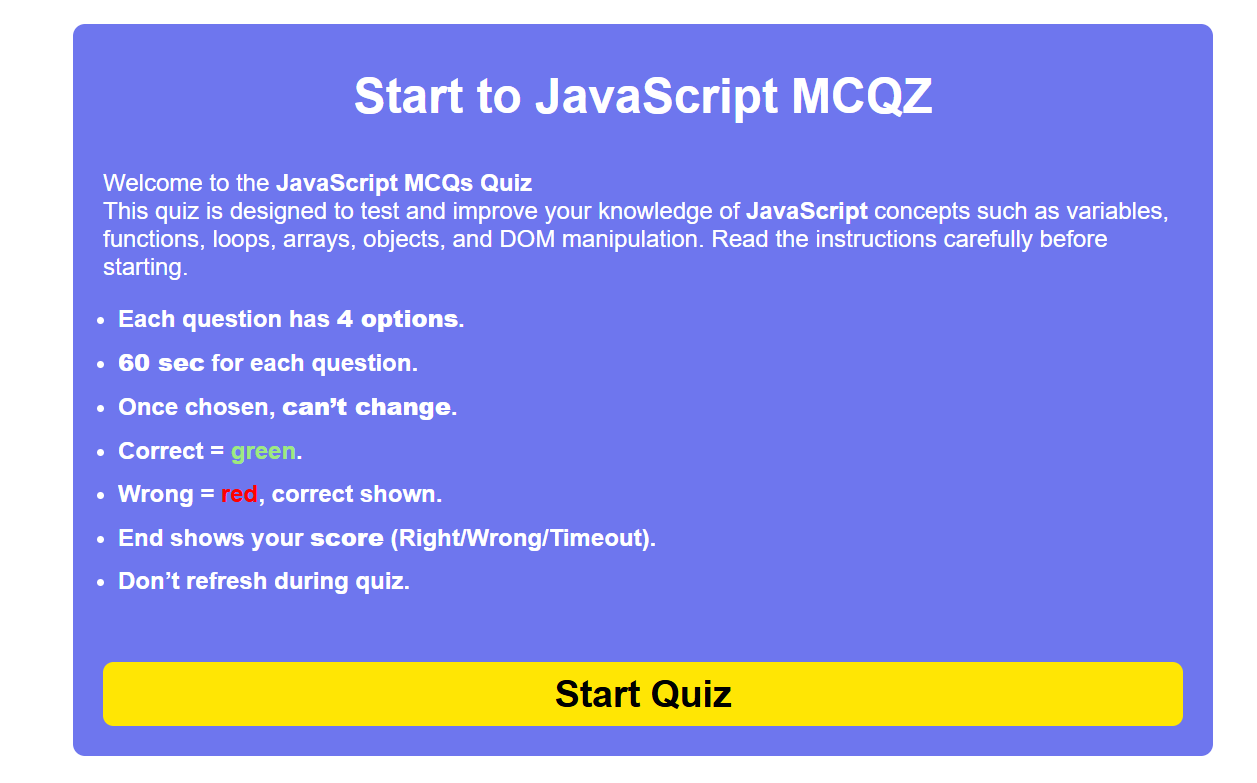 Start to JavaScript MCQZ
Welcome to the JavaScript MCQs Quiz
This quiz is designed to test and improve your knowledge of JavaScript concepts such as variables,
functions, loops, arrays, objects, and DOM manipulation. Read the instructions carefully before
starting.
• Each question has 4 options.
• 60 sec for each question.
• Once chosen, can’t change.
• Correct = green.
• Wrong = red, correct shown.
• End shows your score (Right/Wrong/Timeout).
• Don’t refresh during quiz.
Start Quiz